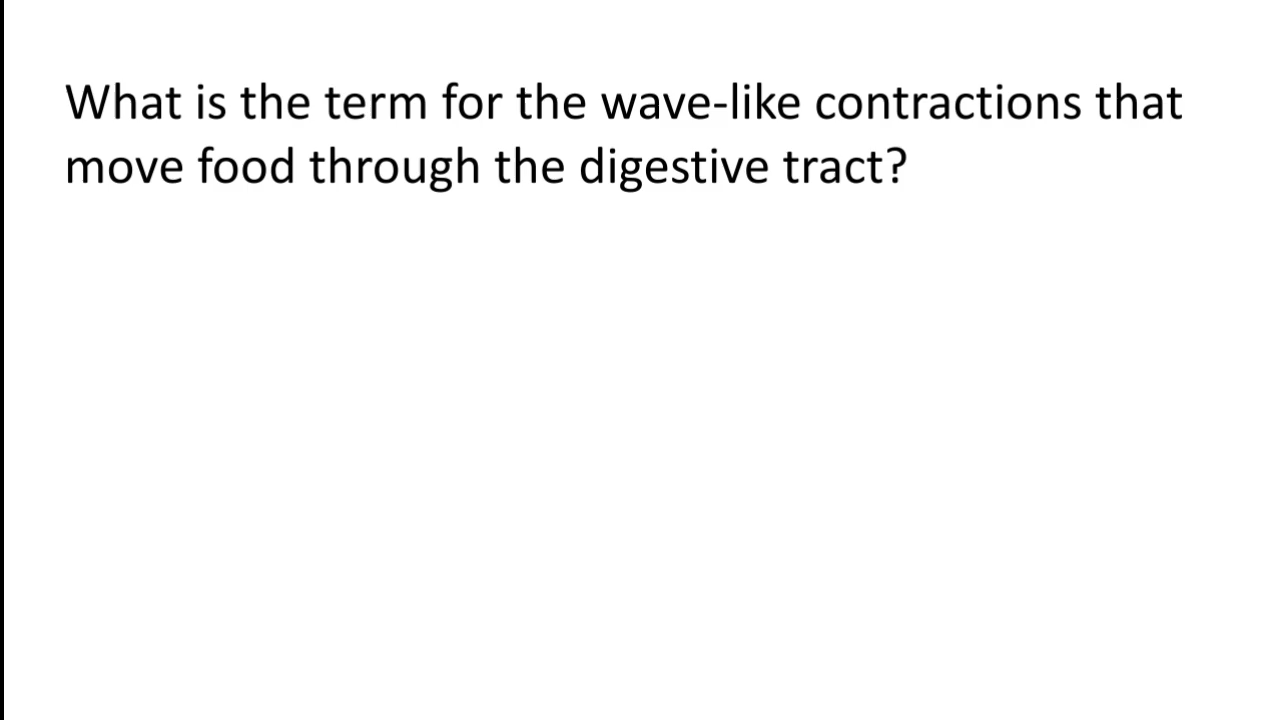 What is the term for the wave-like contractions that
move food through the digestive tract?